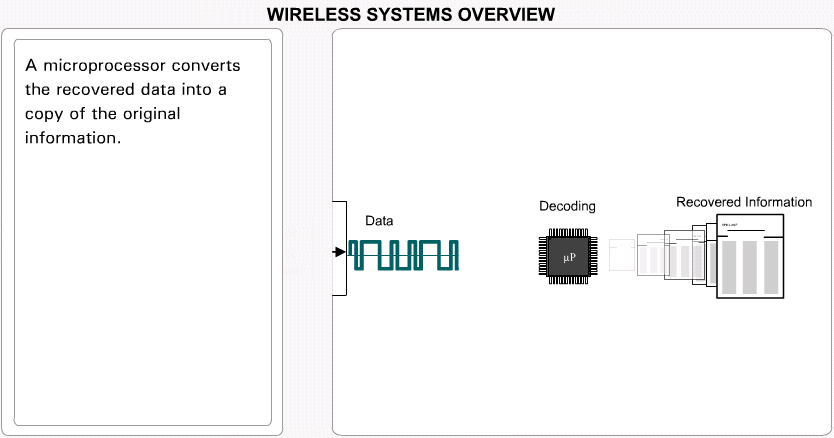 WIRELESS SYSTEMS OVERVIEW
A microprocessor converts
the recovered data into a
copy of the original
information.
Data
Decoding
μP
Recovered Information